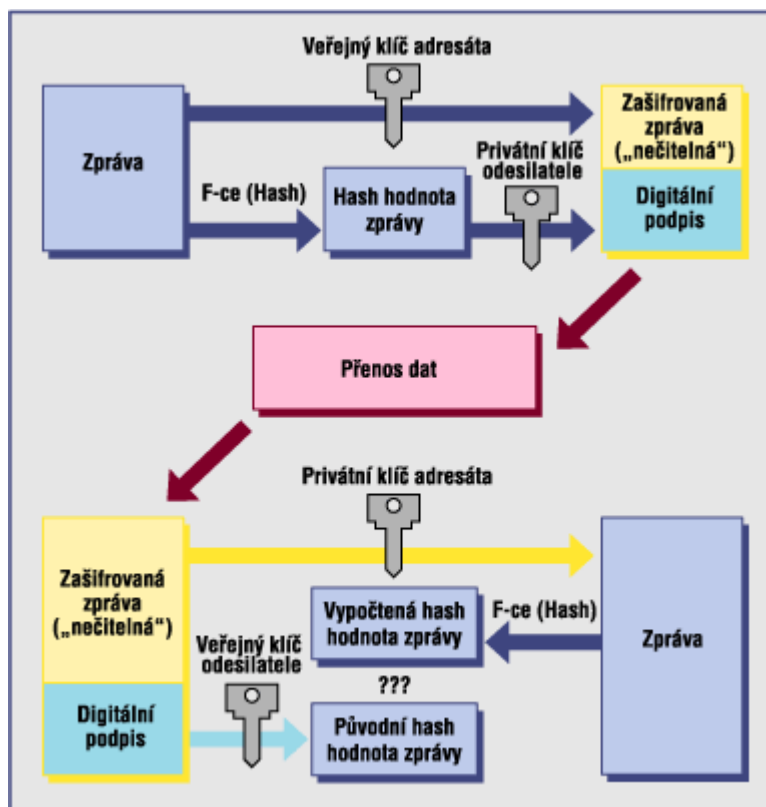 Veřejný klíč adresáta
Zpráva
Zašifrovaná
zpráva
(„nečitelná“)
Privátní klíč
odesilatele
F-ce (Hash)
Hash hodnota
zprávy
Digitální
podpis
Přenos dat
Privátní klíč adresáta
Zašifrovaná
zpráva
(„nečitelná“)
Vypočtená hash
hodnota zprávy
F-ce (Hash)
Zpráva
Veřejný klíč
odesilatele
???
Digitální
podpis
Původní hash
hodnota zprávy